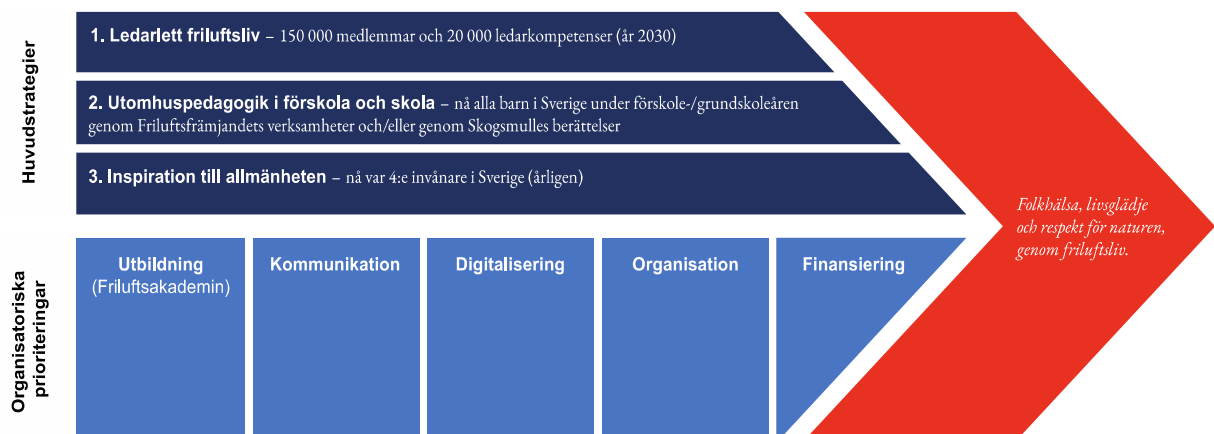 Huvudstrategier
1. Ledarlett friluftsliv – 150 000 medlemmar och 20 000 ledarkompetenser (år 2030)
2. Utomhuspedagogik i förskola och skola – nå alla barn i Sverige under förskole-/grundskoleåren
genom Friluftsfrämjandets verksamheter och/eller genom Skogsmulles berättelser
3. Inspiration till allmänheten – nå var 4:e invånare i Sverige (årligen)
Folkhälsa, livsglädje
och respekt för naturen,
genom friluftsliv.
Organisatoriska
prioriteringar
Utbildning
(Friluftsakademin)
Kommunikation
Digitalisering
Organisation
Finansiering